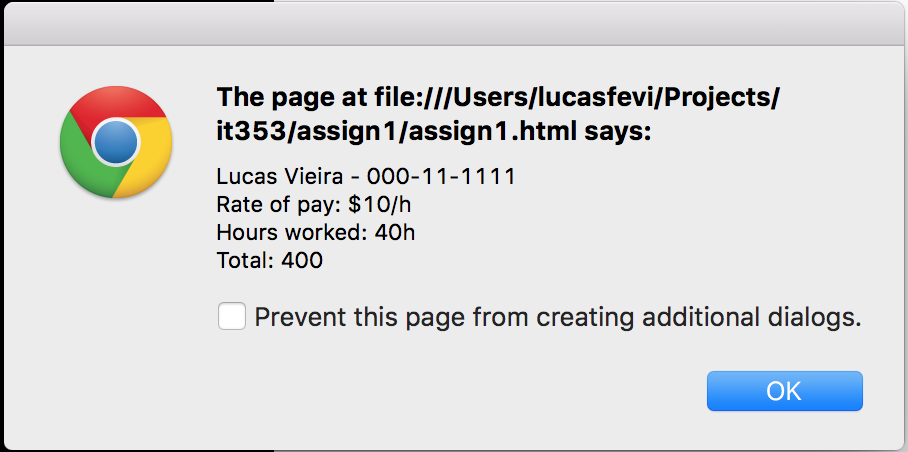 The page at file:///Users/lucasfevi/Projects/
it353/assign1/assign1.html says:
Lucas Vieira - 000-11-1111
Rate of pay: $10/h
Hours worked: 40h
Total: 400
Prevent this page from creating additional dialogs.
OK